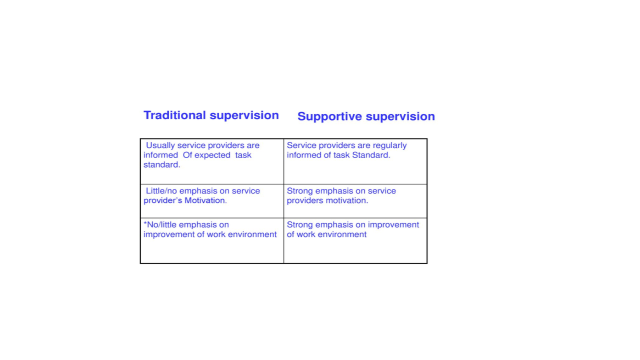 Traditional supervision
Supportive supervision
Usually service providers are
informed Of expected task
standard.
Service providers are regularly
informed of task Standard.
Little/no emphasis on service
provider's Motivation.
Strong emphasis on service
providers motivation.
*No/little emphasis on
improvement of work environment
Strong emphasis on improvement
of work environment